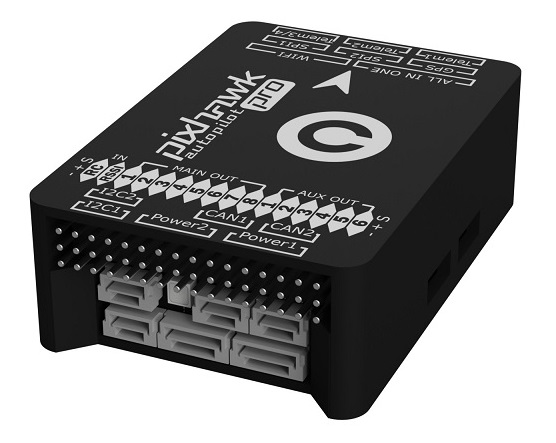 Telem3/4 Telem2 Telem1
SPI1 SPI2 GPS
WIFI ALL IN ONE
pixhawk
autopilot pro
IN MAIN OUT AUX OUT
S + - RC RSSI 1 2 3 4 5 6 7 8 1 2 3 4 5 6 S + -
I2C2 CAN1 CAN2
I2C1 Power2 Power1